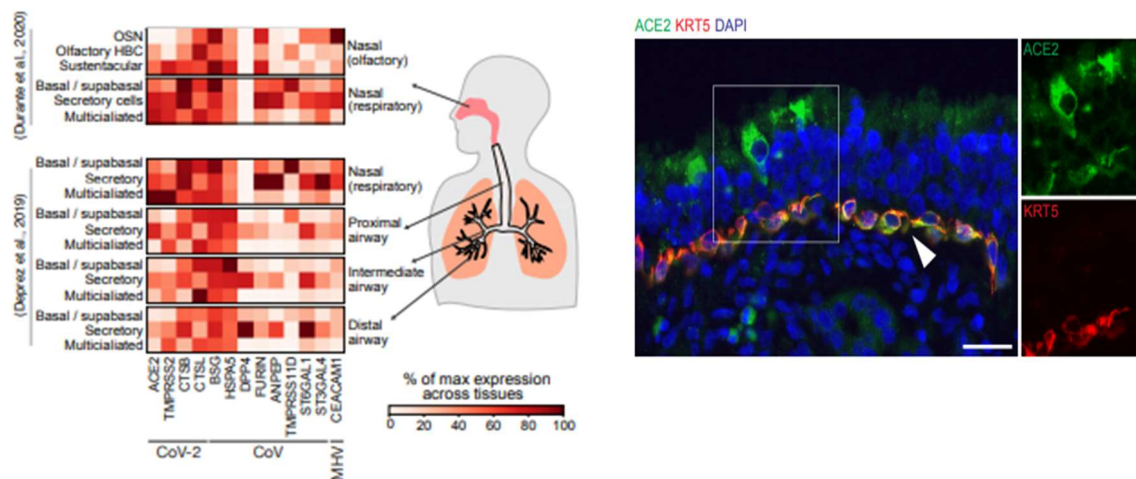 (Durante et al., 2020)
OSN
Olfactory HBC
Sustentacular
Nasal
(olfactory)
Basal / supabasal
Secretory cells
Multiciliated
Nasal
(respiratory)
(Deprez et al., 2019)
Basal / supabasal
Secretory
Multiciliated
Nasal
(respiratory)
Basal / supabasal
Secretory
Multiciliated
Proximal
airway
Basal / supabasal
Secretory
Multiciliated
Intermediate
airway
Basal / supabasal
Secretory
Multiciliated
Distal
airway
ACE2
TMPRSS2
CTSB
CTSL
BSG
HSPA5
DPP4
FURIN
ANPEP
TMPRSS11D
ST6GAL1
ST3GAL4
CEACAM1
CoV-2
CoV
MHV
% of max expression
across tissues
0 20 40 60 80 100
ACE2 KRT5 DAPI
ACE2
KRT5